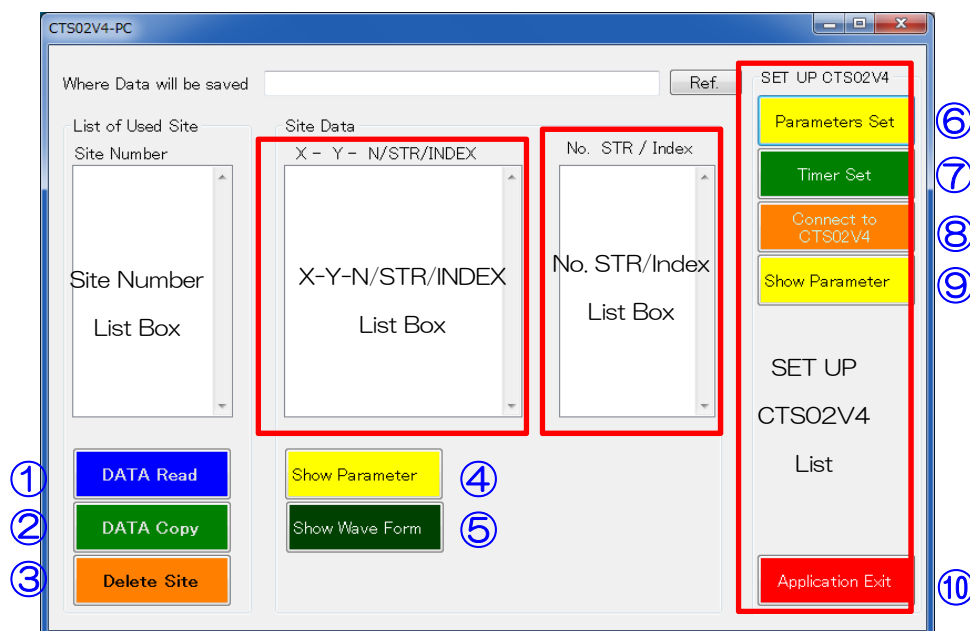 CTS02V4-PC
Where Data will be saved
Ref.
SET UP CTS02V4
List of Used Site
Site Number
Site Data
X - Y - N/STR/INDEX
No. STR / Index
Site Number
List Box
X-Y-N/STR/INDEX
List Box
No. STR/Index
List Box
Parameters Set
⑥
Timer Set
⑦
Connect to
CTS02V4
⑧
Show Parameter
⑨
SET UP
CTS02V4
List
① DATA Read
② DATA Copy
③ Delete Site
Show Parameter ④
Show Wave Form ⑤
Application Exit ⑩